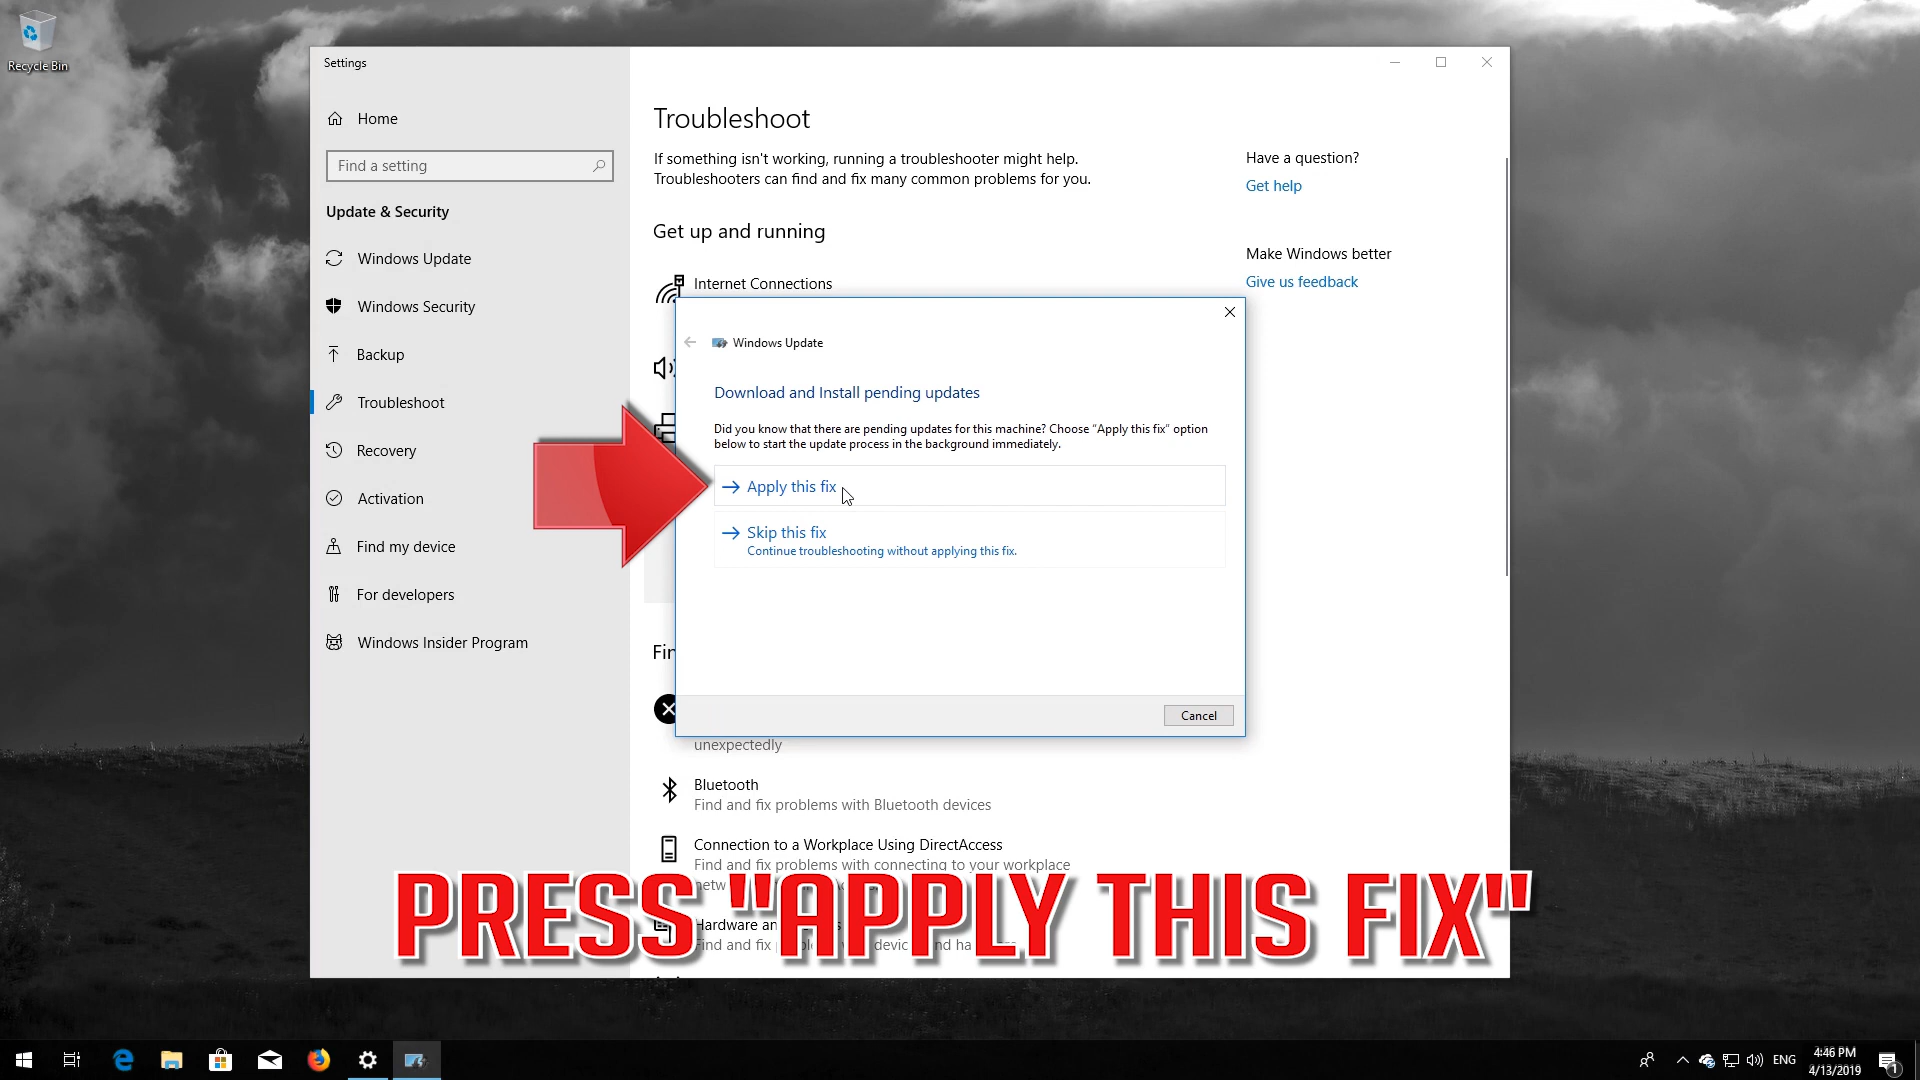 Recycle Bin
Settings
Home
Find a setting
Update & Security
Windows Update
Windows Security
Backup
Troubleshoot
Recovery
Activation
Find my device
For developers
Windows Insider Program
Troubleshoot
If something isn't working, running a troubleshooter might help.
Troubleshooters can find and fix many common problems for you.
Get up and running
Internet Connections
Have a question?
Get help
Make Windows better
Give us feedback
Windows Update
Download and Install pending updates
Did you know that there are pending updates for this machine? Choose "Apply this fix" option
below to start the update process in the background immediately.
Apply this fix
Skip this fix
Continue troubleshooting without applying this fix.
Cancel
unexpectedly
Bluetooth
Find and fix problems with Bluetooth devices
Connection to a Workplace Using DirectAccess
Find and fix problems with connecting to your workplace
Hardware
Find and fix
PRESS "APPLY THIS FIX"
ENG
4:46 PM
4/13/2019
1